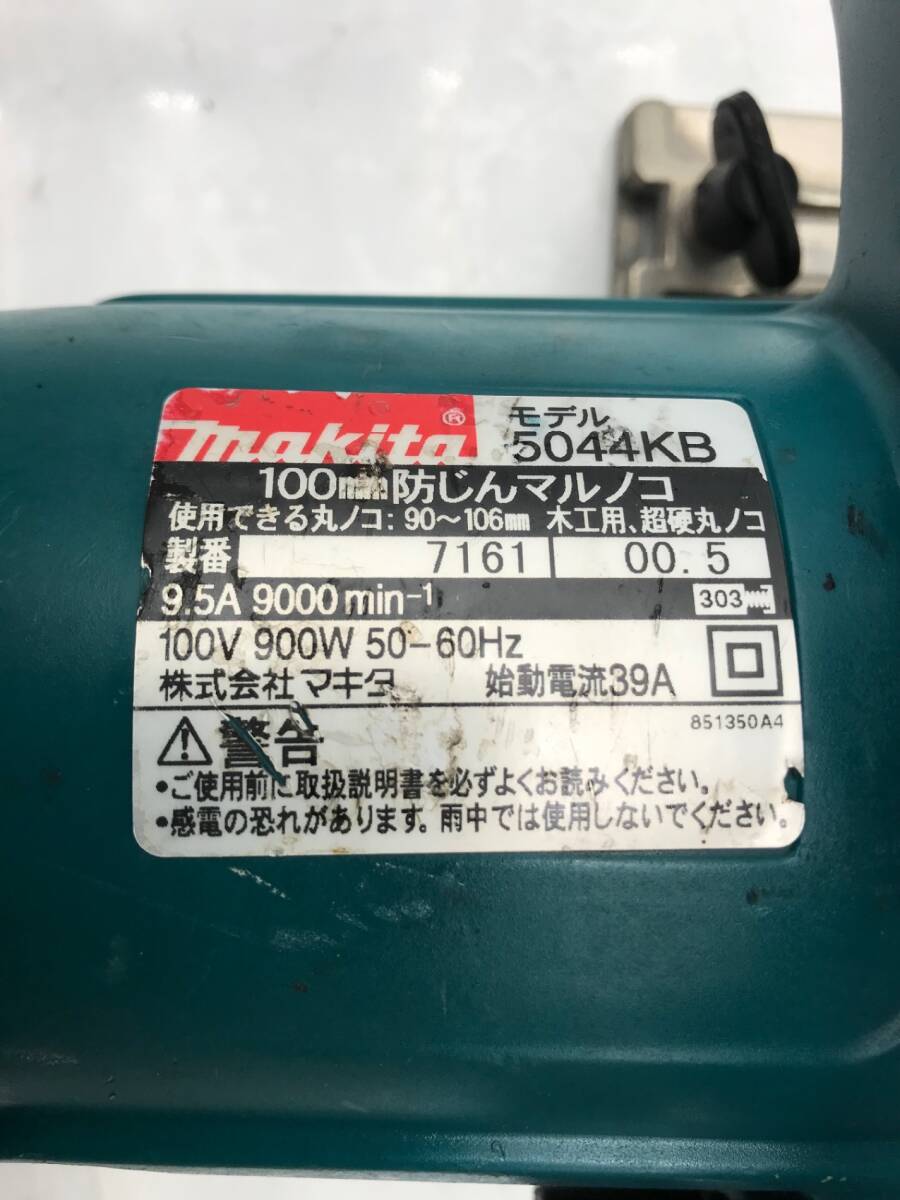 makita®
モデル
5044KB
100mm防じんマルノコ
使用できる丸ノコ:90〜106mm 木工用、超硬丸ノコ
製番 7161 00.5
9.5A 9000min-1 303
100V 900W 50-60Hz
株式会社マキタ 始動電流39A
851350A4
警告
•ご使用前に取扱説明書を必ずよくお読みください。
•感電の恐れがあります。雨中では使用しないでください。